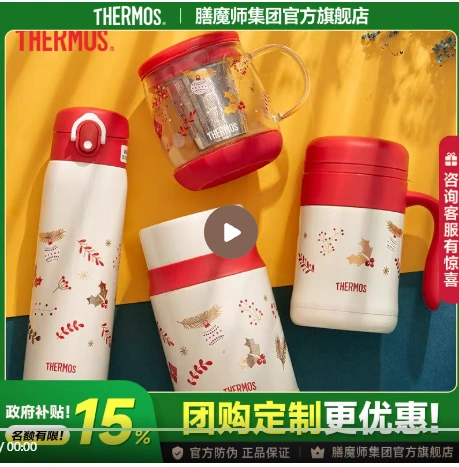 THERMOS. 膳魔师集团官方旗舰店
THERMOS.
THERMOS
咨询客服有惊喜
THERMOS
THERMOS
THERMOS
政府补贴!
名额有限!
15%
团购定制更优惠!
/ 00:00
官方防伪 正品保证
膳魔师集团官方旗舰店